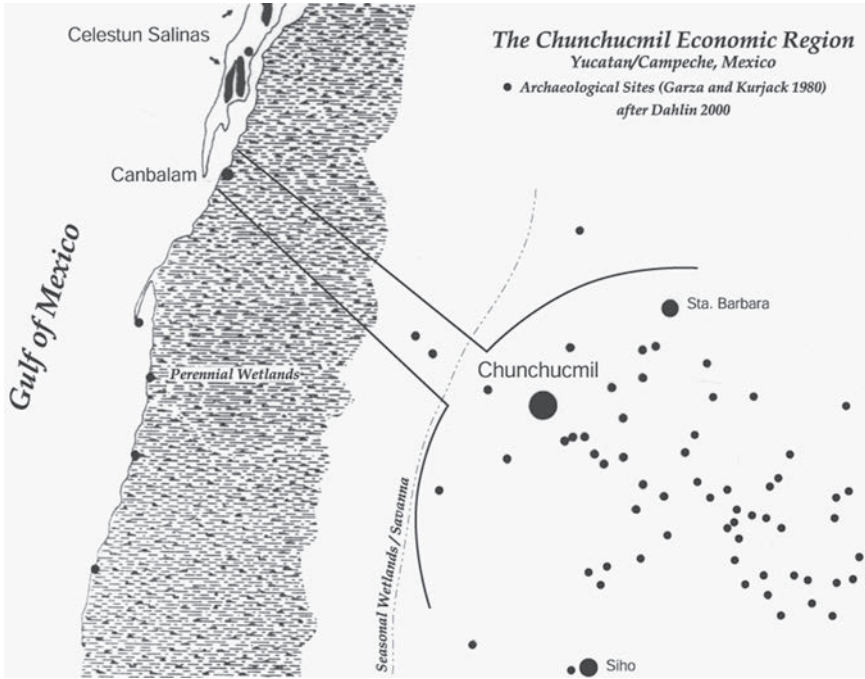 Celestun Salinas
The Chunchucmil Economic Region
Yucatan/Campeche, Mexico
Archaeological Sites (Garza and Kurjack 1980)
after Dahlin 2000
Canbalam
Gulf of Mexico
Sta. Barbara
Perennial Wetlands
Chunchucmil
Seasonal Wetlands/Savanna
Siho